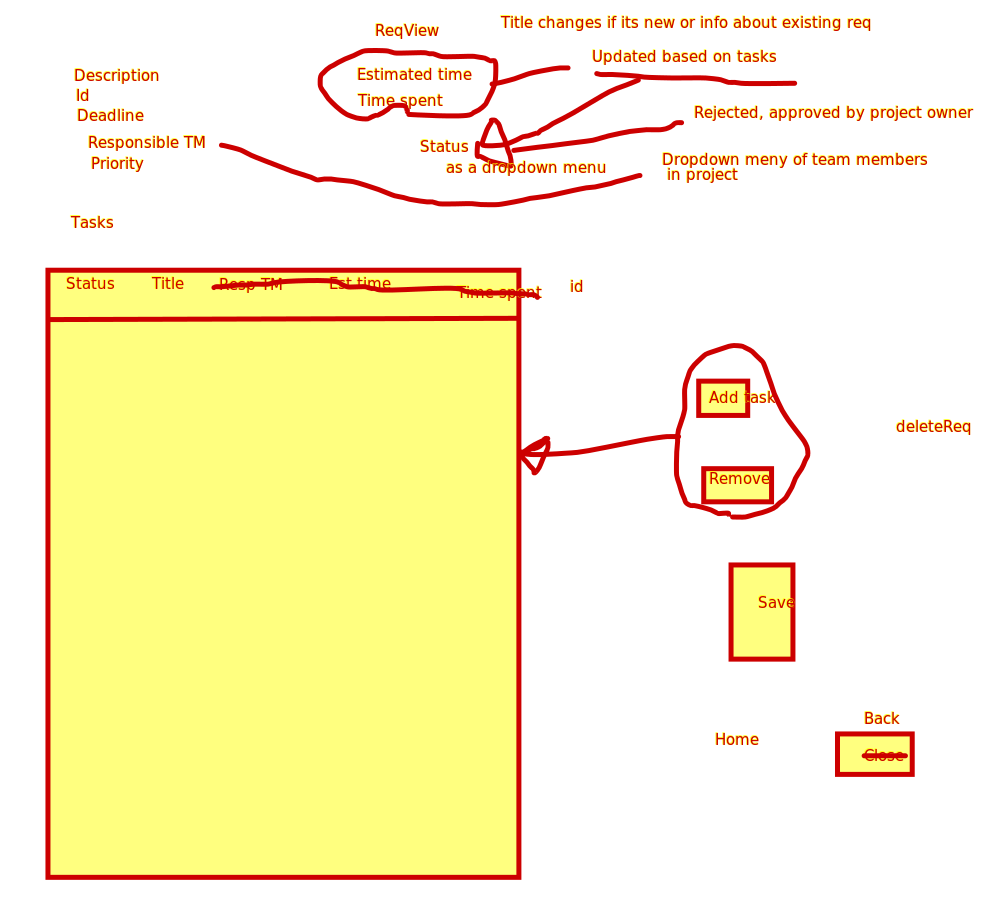 Title changes if its new or info about existing req
ReqView
Updated based on tasks
Description
Estimated time
Id
Time spent
Deadline
Rejected, approved by project owner
Responsible TM
Status
Priority
as a dropdown menu
Dropdown meny of team members
in project
Tasks
Status Title Resp TM Est time Time spent id
Add task
deleteReq
Remove
Save
Back
Home
Close